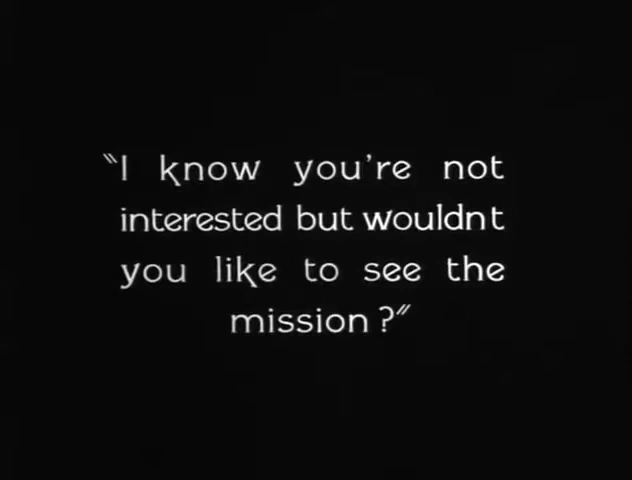 "I know you're not
interested but wouldnt
you like to see the
mission?"